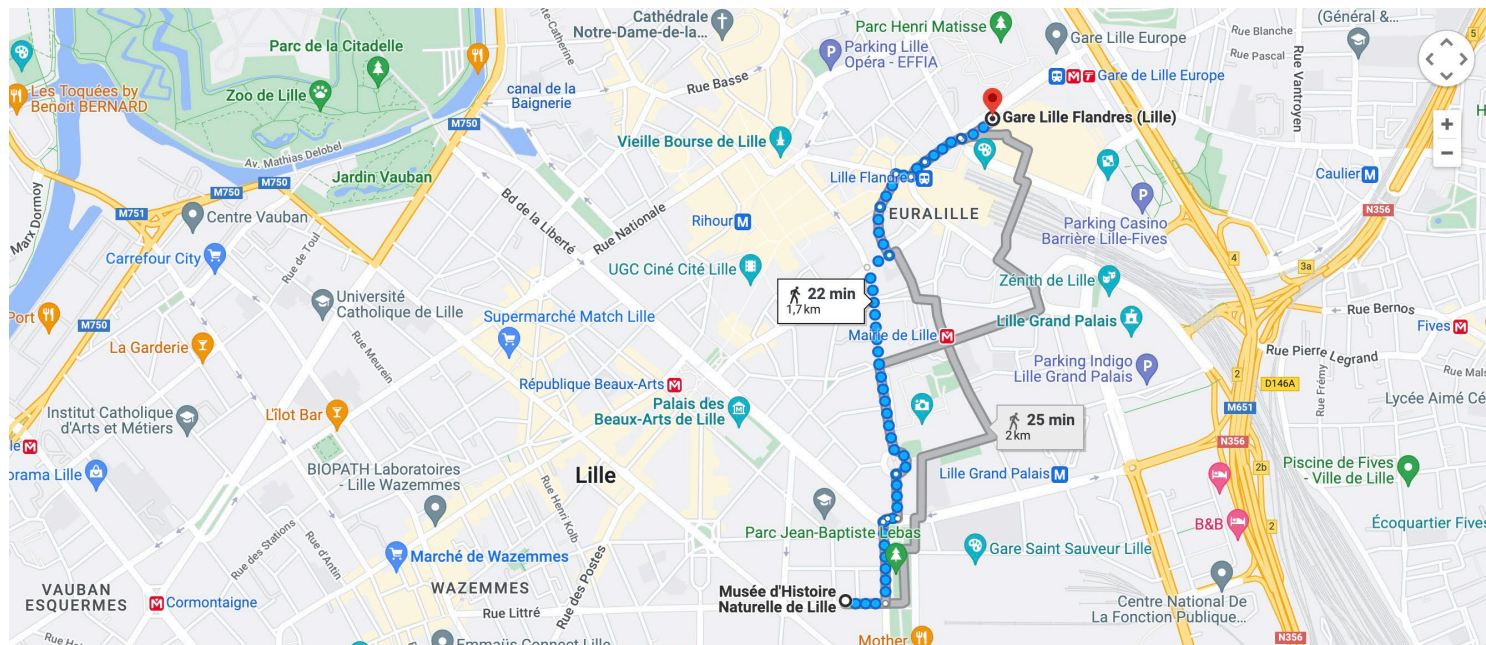 Cathédrale
Notre-Dame-de-la...
Parc Henri Matisse
Gare Lille Europe
(Général &...
Rue Blanche
Rue Pascal
5
Parc de la Citadelle
Parking Lille
Opéra - EFFIA
M Gare de Lille Europe
Rue Vantroyen
Les Toquées by
Benoit BERNARD
Zoo de Lille
canal de la
Baignerie
Rue Basse
Gare Lille Flandres (Lille)
+
−
M750
Vieille Bourse de Lille
Av. Mathias Delobel
Jardin Vauban
Lille Flandres
Caulier M
M750
M750
M751
Centre Vauban
Bd de la Liberté
Rue Nationale
Rihour M
EURALILLE
Parking Casino
Barrière Lille-Fives
N356
Marx Dormoy
Rue de Toul
Carrefour City
UGC Ciné Cité Lille
4
3a
Zénith de Lille
22 min
1,7 km
Université
Catholique de Lille
Port
M750
Supermarché Match Lille
Mairie de Lille M
Lille Grand Palais
Rue Bernos
Fives M
La Garderie
Rue Meurein
Rue Pierre Legrand
Parking Indigo
Lille Grand Palais
2
D146A
Rue Frémy
République Beaux-Arts M
Palais des
Beaux-Arts de Lille
M651
Lycée Aimé Cé
Institut Catholique
d'Arts et Métiers
L'îlot Bar
25 min
2 km
N356
le M
orama Lille
BIOPATH Laboratoires
- Lille Wazemmes
Lille
Lille Grand Palais M
2b
Piscine de Fives
- Ville de Lille
Rue Henri Kolb
Parc Jean-Baptiste Lebas
B&B
2
Écoquartier Fives
Rue des Stations
Rue d'Antin
Marché de Wazemmes
Gare Saint Sauveur Lille
VAUBAN
ESQUERMES
M Cormontaigne
WAZEMMES
Rue des Postes
Rue Littré
Musée d'Histoire
Naturelle de Lille
Centre National De
La Fonction Publique...
Mother
N356
Emmaüs Connect Lille